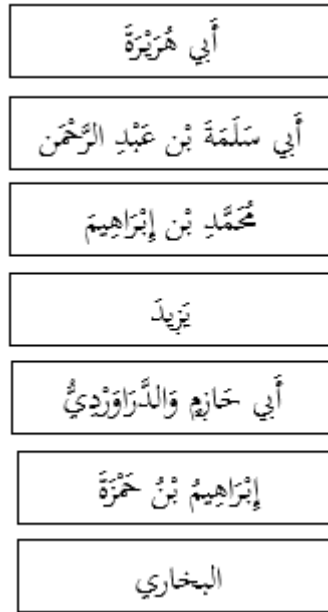 أَبِي هُرَيْرَةَ
أَبِي سَلَمَةَ بْنِ عَبْدِ الرَّحْمَن
مُحَمَّدِ بْنِ إِبْرَاهِيمَ
يَزِيدَ
أَبِي حَازِمٍ وَالدَّرَاوَرْدِيُّ
إِبْرَاهِيمُ بْنُ حَمْزَةَ
البخاري